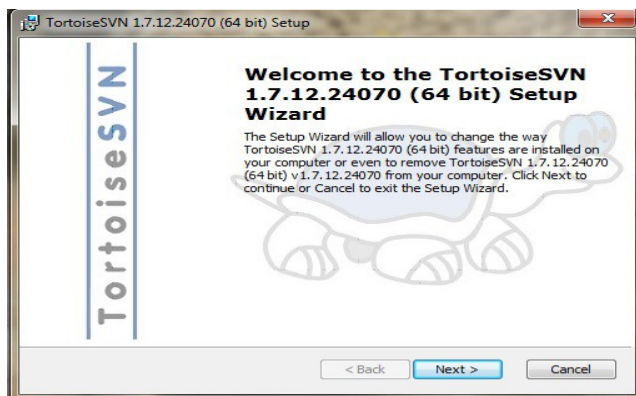 TortoiseSVN 1.7.12.24070 (64 bit) Setup
TortoiseSVN
Welcome to the TortoiseSVN
1.7.12.24070 (64 bit) Setup
Wizard
The Setup Wizard will allow you to change the way
TortoiseSVN 1.7.12.24070 (64 bit) features are installed on
your computer or even to remove TortoiseSVN 1.7.12.24070
(64 bit) v1.7.12.24070 from your computer. Click Next to
continue or Cancel to exit the Setup Wizard.
< Back Next > Cancel